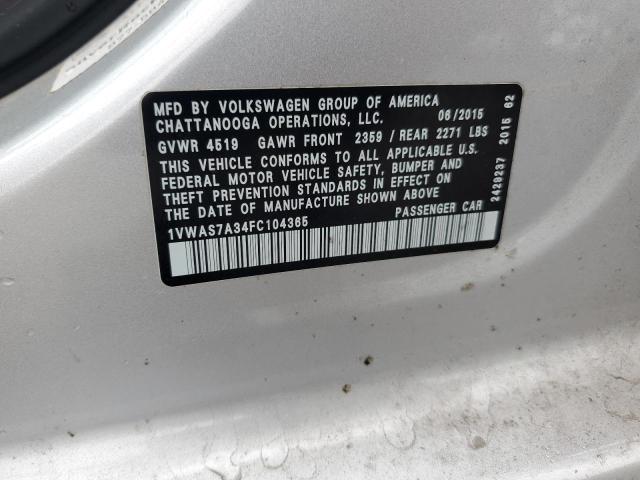 MFD BY VOLKSWAGEN GROUP OF AMERICA
CHATTANOOGA OPERATIONS, LLC. 06/2015
GVWR 4519 GAWR FRONT 2359 / REAR 2271 LBS
THIS VEHICLE CONFORMS TO ALL APPLICABLE U.S.
FEDERAL MOTOR VEHICLE SAFETY, BUMPER AND
THEFT PREVENTION STANDARDS IN EFFECT ON
THE DATE OF MANUFACTURE SHOWN ABOVE
1VWAS7A34FC104365 PASSENGER CAR
2429237 2015 62